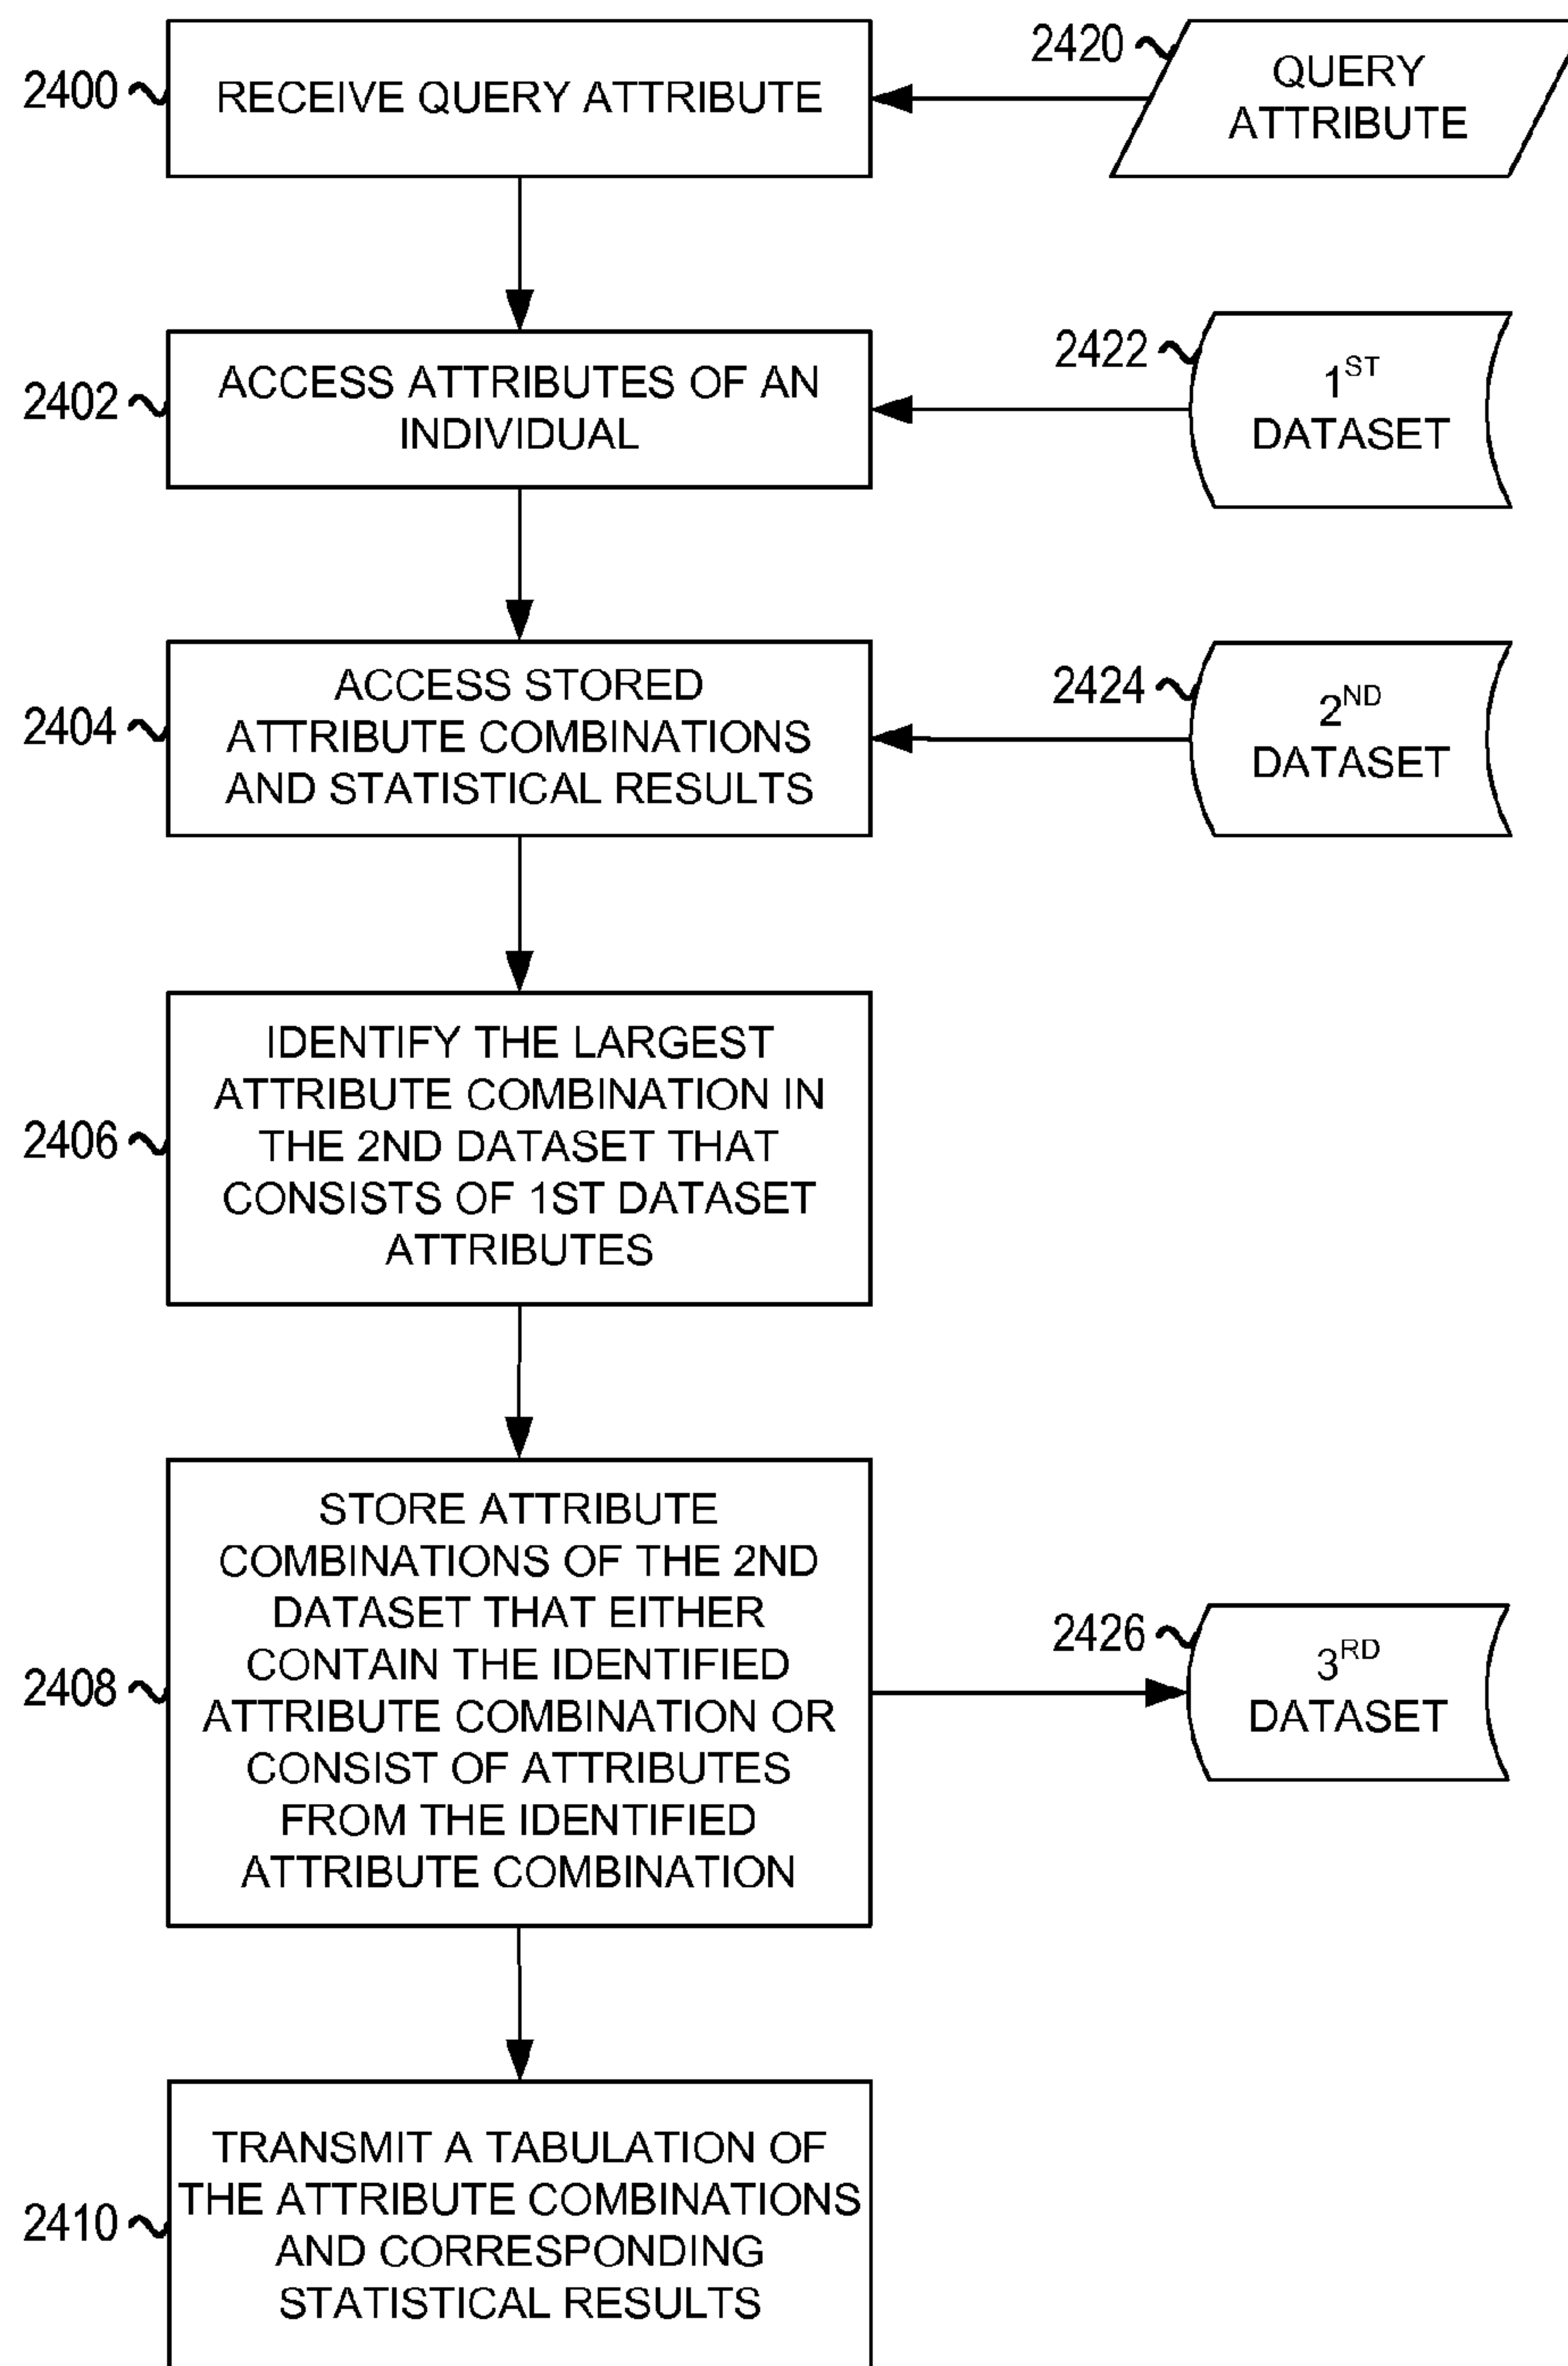 2400
RECEIVE QUERY ATTRIBUTE
2420
QUERY
ATTRIBUTE
2402
ACCESS ATTRIBUTES OF AN
INDIVIDUAL
2422
1ST
DATASET
2404
ACCESS STORED
ATTRIBUTE COMBINATIONS
AND STATISTICAL RESULTS
2424
2ND
DATASET
2406
IDENTIFY THE LARGEST
ATTRIBUTE COMBINATION IN
THE 2ND DATASET THAT
CONSISTS OF 1ST DATASET
ATTRIBUTES
2408
STORE ATTRIBUTE
COMBINATIONS OF THE 2ND
DATASET THAT EITHER
CONTAIN THE IDENTIFIED
ATTRIBUTE COMBINATION OR
CONSIST OF ATTRIBUTES
FROM THE IDENTIFIED
ATTRIBUTE COMBINATION
2426
3RD
DATASET
2410
TRANSMIT A TABULATION OF
THE ATTRIBUTE COMBINATIONS
AND CORRESPONDING
STATISTICAL RESULTS